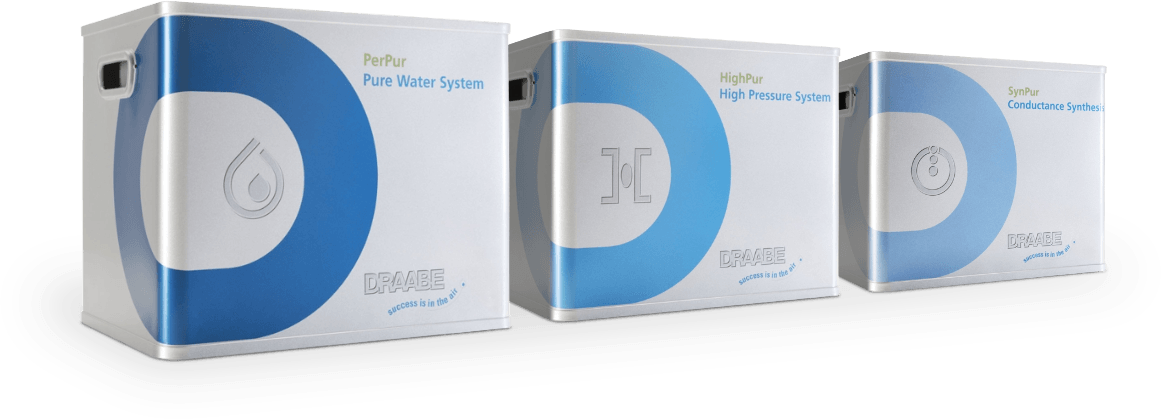 PerPur
Pure Water System
DRAABE
success is in the air
HighPur
High Pressure System
DRAABE
success is in the air
SynPur
Conductance Synthesis
DRAABE
success is in the air